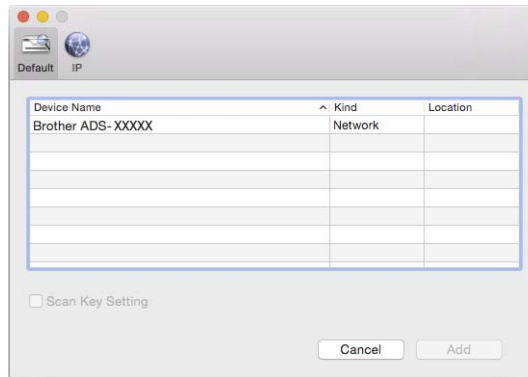 Default IP
Device Name Kind Location
Brother ADS-XXXXX Network
Scan Key Setting
Cancel Add